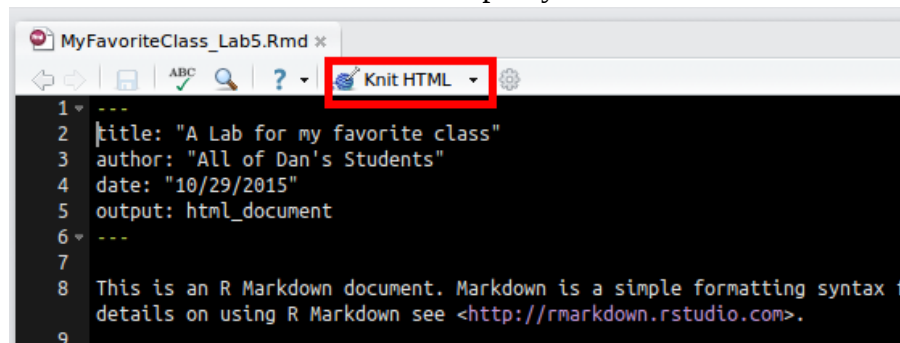 MyFavoriteClass_Lab5.Rmd ×
ABC ? Knit HTML
1 ---
2 title: "A Lab for my favorite class"
3 author: "All of Dan's Students"
4 date: "10/29/2015"
5 output: html_document
6 ---
7
8 This is an R Markdown document. Markdown is a simple formatting syntax
details on using R Markdown see <http://rmarkdown.rstudio.com>.
9